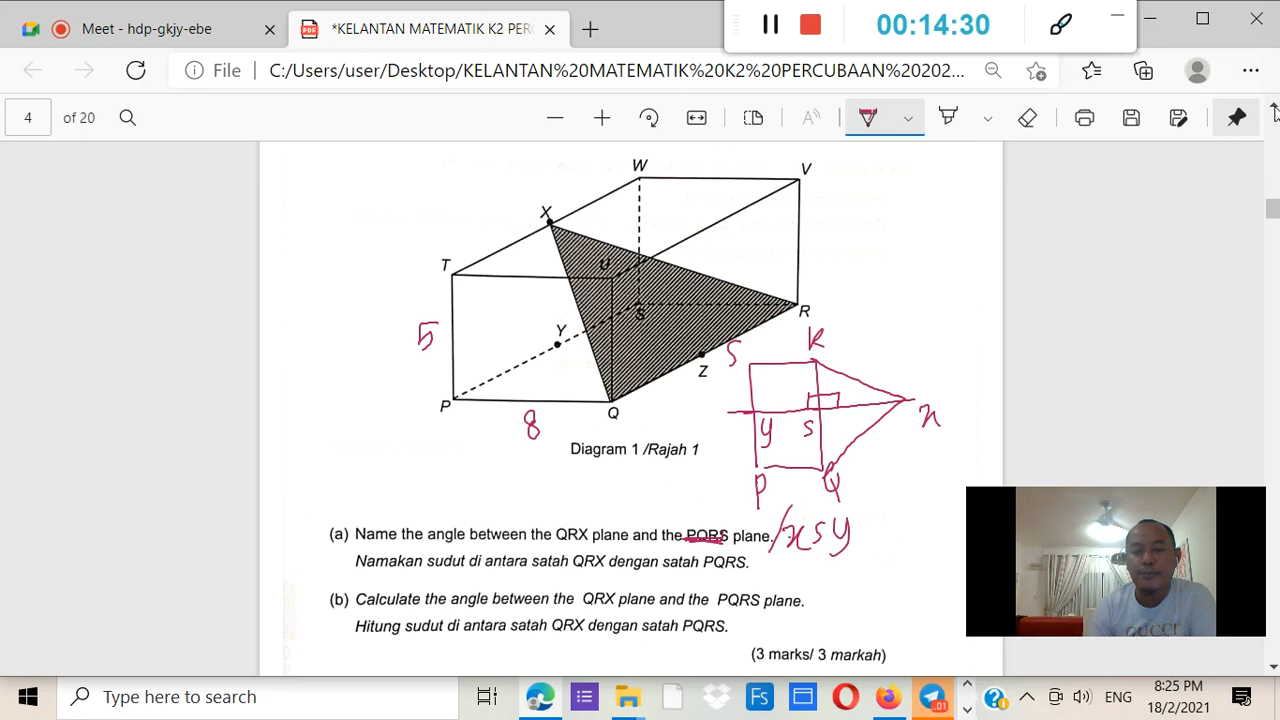 Meet - hdp-gkjy-ebe
*KELANTAN MATEMATIK K2 PER
00:14:30
File
C:/Users/user/Desktop/KELANTAN%20MATEMATIK%20K2%20PERCUBAAN%20202...
4
of 20
W
V
X
T
U
S
R
Y
Z
P
Q
5
8
S
R
y
s
x
P
Q
Diagram 1 /Rajah 1
(a) Name the angle between the QRX plane and the PQRS plane. ∠xsy
Namakan sudut di antara satah QRX dengan satah PQRS.
(b) Calculate the angle between the QRX plane and the PQRS plane.
Hitung sudut di antara satah QRX dengan satah PQRS.
(3 marks/ 3 markah)
GUCCI
Type here to search
Fs
.01
ENG
8:25 PM
18/2/2021